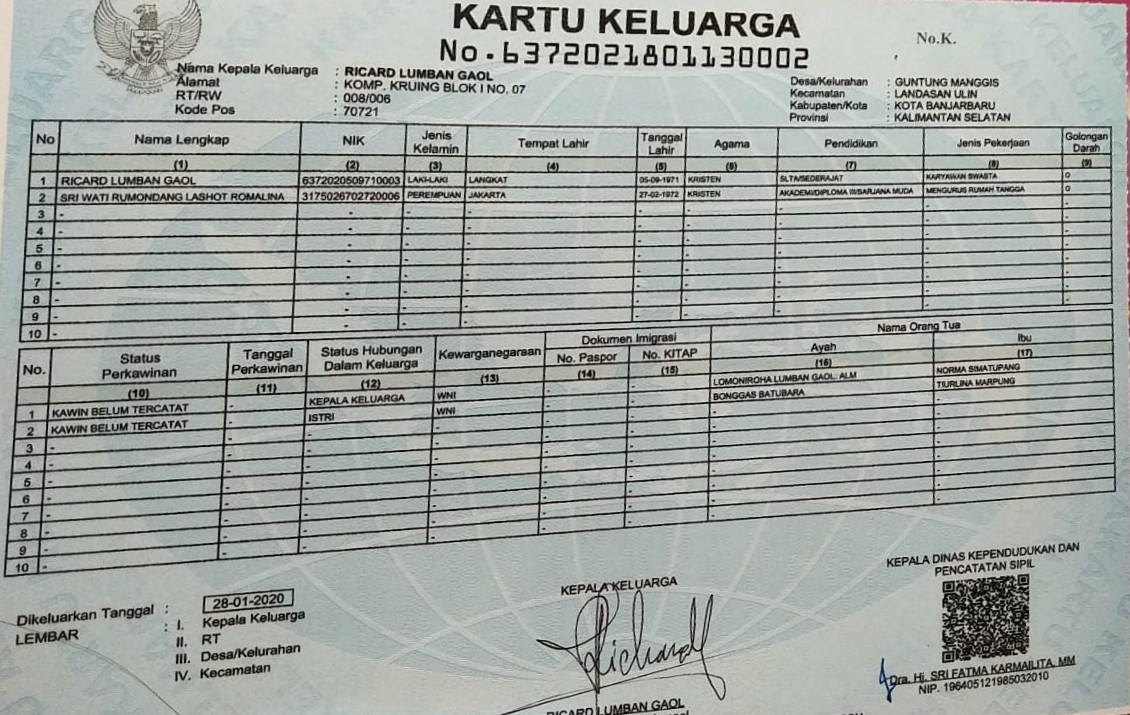 KARTU KELUARGA
No.6372021801130002
No.K.
Nama Kepala Keluarga : RICARD LUMBAN GAOL
Alamat : KOMP. KRUING BLOK I NO. 07
RT/RW : 008/006
Kode Pos : 70721
Desa/Kelurahan : GUNTUNG MANGGIS
Kecamatan : LANDASAN ULIN
Kabupaten/Kota : KOTA BANJARBARU
Provinsi : KALIMANTAN SELATAN
No Nama Lengkap NIK Jenis Kelamin Tempat Lahir Tanggal Lahir Agama Pendidikan Jenis Pekerjaan Golongan Darah
(1) (2) (3) (4) (5) (6) (7) (8) (9)
1 RICARD LUMBAN GAOL 6372020509710003 LAKI-LAKI LANGKAT 05-09-1971 KRISTEN SLTA/SEDERAJAT KARYAWAN SWASTA O
2 SRI WATI RUMONDANG LASHOT ROMALINA 3175026702720006 PEREMPUAN JAKARTA 27-02-1972 KRISTEN AKADEMI/DIPLOMA III/SARJANA MUDA MENGURUS RUMAH TANGGA O
3 - - - - - - - - -
4 - - - - - - - - -
5 - - - - - - - - -
6 - - - - - - - - -
7 - - - - - - - - -
8 - - - - - - - - -
9 - - - - - - - - -
10 - - - - - - - - -
No. Status Perkawinan Tanggal Perkawinan Status Hubungan Dalam Keluarga Kewarganegaraan Dokumen Imigrasi Nama Orang Tua
No. Paspor No. KITAP Ayah Ibu
(10) (11) (12) (13) (14) (15) (16) (17)
1 KAWIN BELUM TERCATAT - KEPALA KELUARGA WNI - - LOMONIROHA LUMBAN GAOL. ALM NORMA SIMATUPANG
2 KAWIN BELUM TERCATAT - ISTRI WNI - - BONGGAS BATUBARA TIURLINA MARPUNG
3 - - - - - - - -
4 - - - - - - - -
5 - - - - - - - -
6 - - - - - - - -
7 - - - - - - - -
8 - - - - - - - -
9 - - - - - - - -
10 - - - - - - - -
Dikeluarkan Tanggal : 28-01-2020
LEMBAR : I. Kepala Keluarga
II. RT
III. Desa/Kelurahan
IV. Kecamatan
KEPALA KELUARGA
Richard
RICARD LUMBAN GAOL
KEPALA DINAS KEPENDUDUKAN DAN
PENCATATAN SIPIL
Dra. Hj. SRI FATMA KARMAILITA, MM
NIP. 196405121985032010